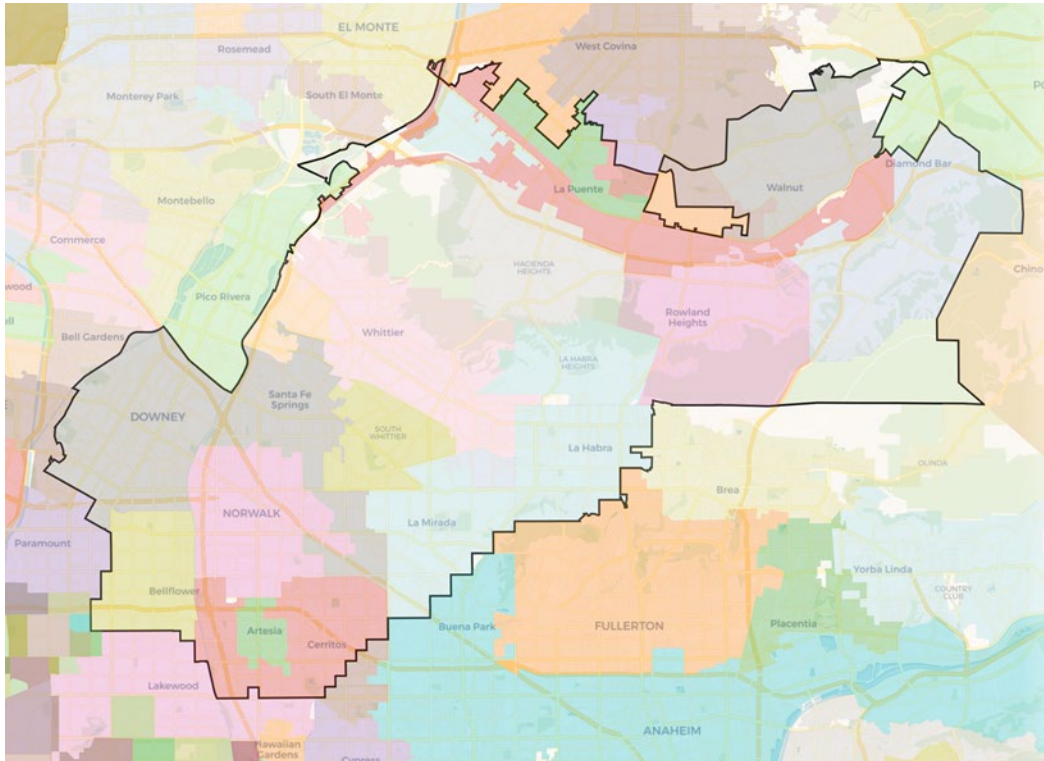 EL MONTE
Rosemead
West Covina
Monterey Park
South El Monte
La Puente
Walnut
Diamond Bar
Montebello
Commerce
HACIENDA
HEIGHTS
Chino
Pico Rivera
Bell Gardens
Whittier
Rowland
Heights
LA HABRA
HEIGHTS
DOWNEY
Santa Fe
Springs
SOUTH
WHITTIER
La Habra
OLINDA
Brea
NORWALK
La Mirada
Paramount
Bellflower
Yorba Linda
COUNTRY
CLUB
Artesia
Cerritos
Buena Park
FULLERTON
Placentia
Lakewood
ANAHEIM
Hawaiian
Gardens
Cypress